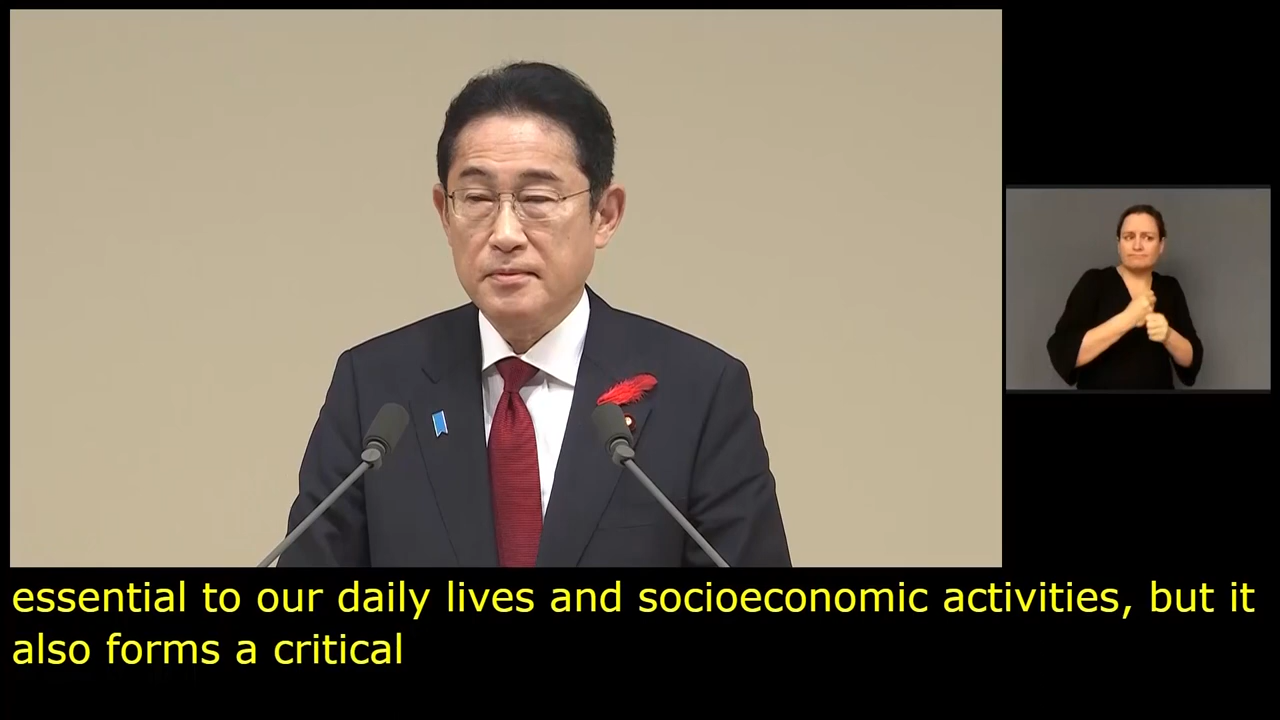 essential to our daily lives and socioeconomic activities, but it
also forms a critical